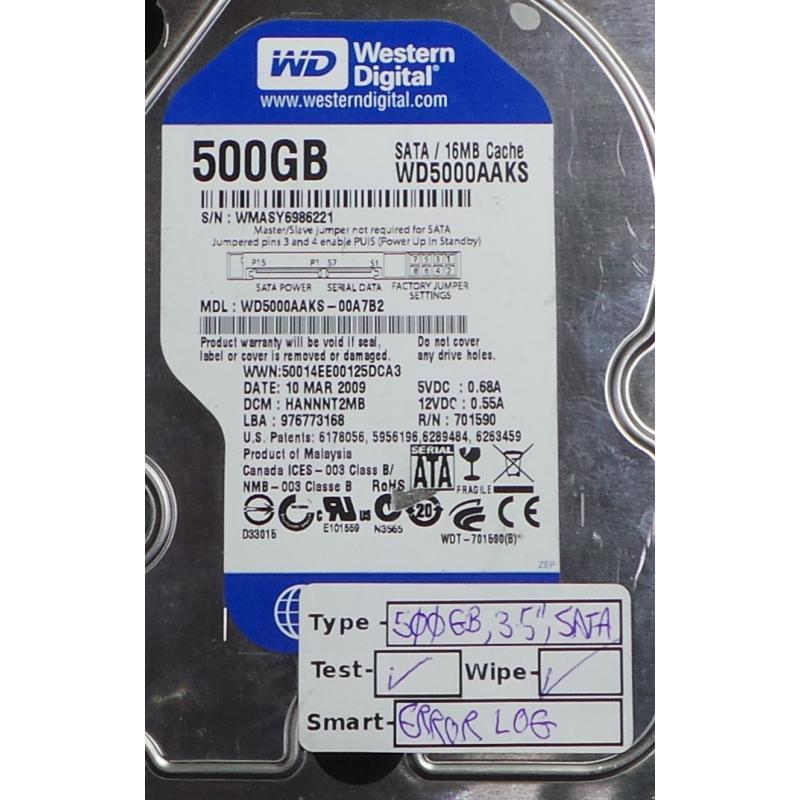 WD Western
Digital®
www.westerndigital.com
500GB
SATA / 16MB Cache
WD5000AAKS
S/N : WMASY6986221
Master/Slave jumper not required for SATA
Jumpered pins 3 and 4 enable PUIS (Power Up In Standby)
P15 P1 S7 S1 7 5 3 1
8 6 4 2
SATA POWER SERIAL DATA FACTORY JUMPER
SETTINGS
MDL : WD5000AAKS-00A7B2
Product warranty will be void if seal,
label or cover is removed or damaged.
Do not cover
any drive holes.
WWN:50014EE00125DCA3
DATE: 10 MAR 2009
DCM : HANNNT2MB
LBA : 976773168
5VDC : 0.68A
12VDC : 0.55A
R/N : 701590
U.S. Patents: 6178056, 5956196,6289484, 6263459
Product of Malaysia
Canada ICES-003 Class B/
NMB-003 Classe B RoHS
SERIAL
ATA
FRAGILE
D33015
c RU us
E101559
N3565
20
CE
WDT-701590(B)
ZEP
Type - 500GB, 3.5", SATA
Test- ✓ Wipe- ✓
Smart- ERROR LOG